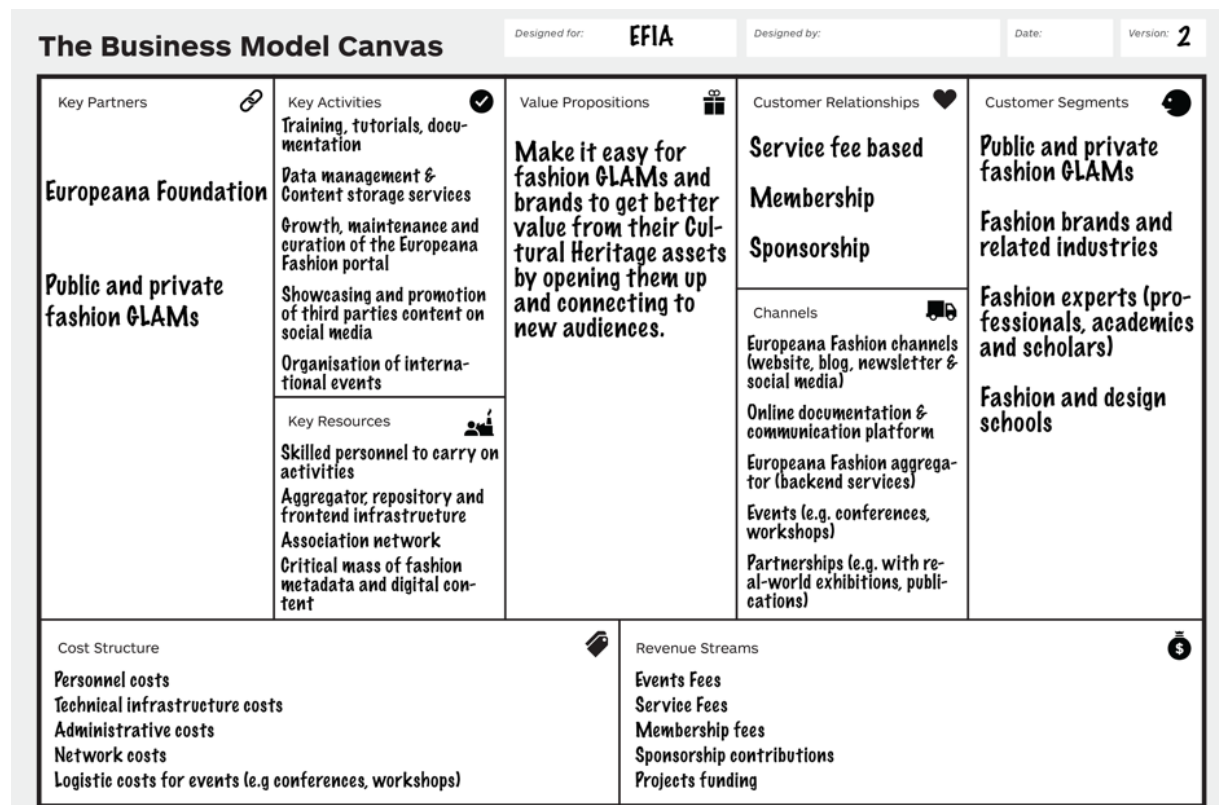 The Business Model Canvas
Designed for:
EFIA
Designed by:
Date:
Version:
2
Key Partners
Europeana Foundation
Public and private
fashion GLAMs
Key Activities
Training, tutorials, docu-
mentation
Data management &
Content storage services
Growth, maintenance and
curation of the Europeana
Fashion portal
Showcasing and promotion
of third parties content on
social media
Organisation of interna-
tional events
Key Resources
Skilled personnel to carry on
activities
Aggregator, repository and
frontend infrastructure
Association network
Critical mass of fashion
metadata and digital con-
tent
Value Propositions
Make it easy for
fashion GLAMs and
brands to get better
value from their Cul-
tural Heritage assets
by opening them up
and connecting to
new audiences.
Customer Relationships
Service fee based
Membership
Sponsorship
Channels
Europeana Fashion channels
(website, blog, newsletter &
social media)
Online documentation &
communication platform
Europeana Fashion aggrega-
tor (backend services)
Events (e.g. conferences,
workshops)
Partnerships (e.g. with re-
al-world exhibitions, publi-
cations)
Customer Segments
Public and private
fashion GLAMs
Fashion brands and
related industries
Fashion experts (pro-
fessionals, academics
and scholars)
Fashion and design
schools
Cost Structure
Personnel costs
Technical infrastructure costs
Administrative costs
Network costs
Logistic costs for events (e.g conferences, workshops)
Revenue Streams
$
Events Fees
Service Fees
Membership fees
Sponsorship contributions
Projects funding